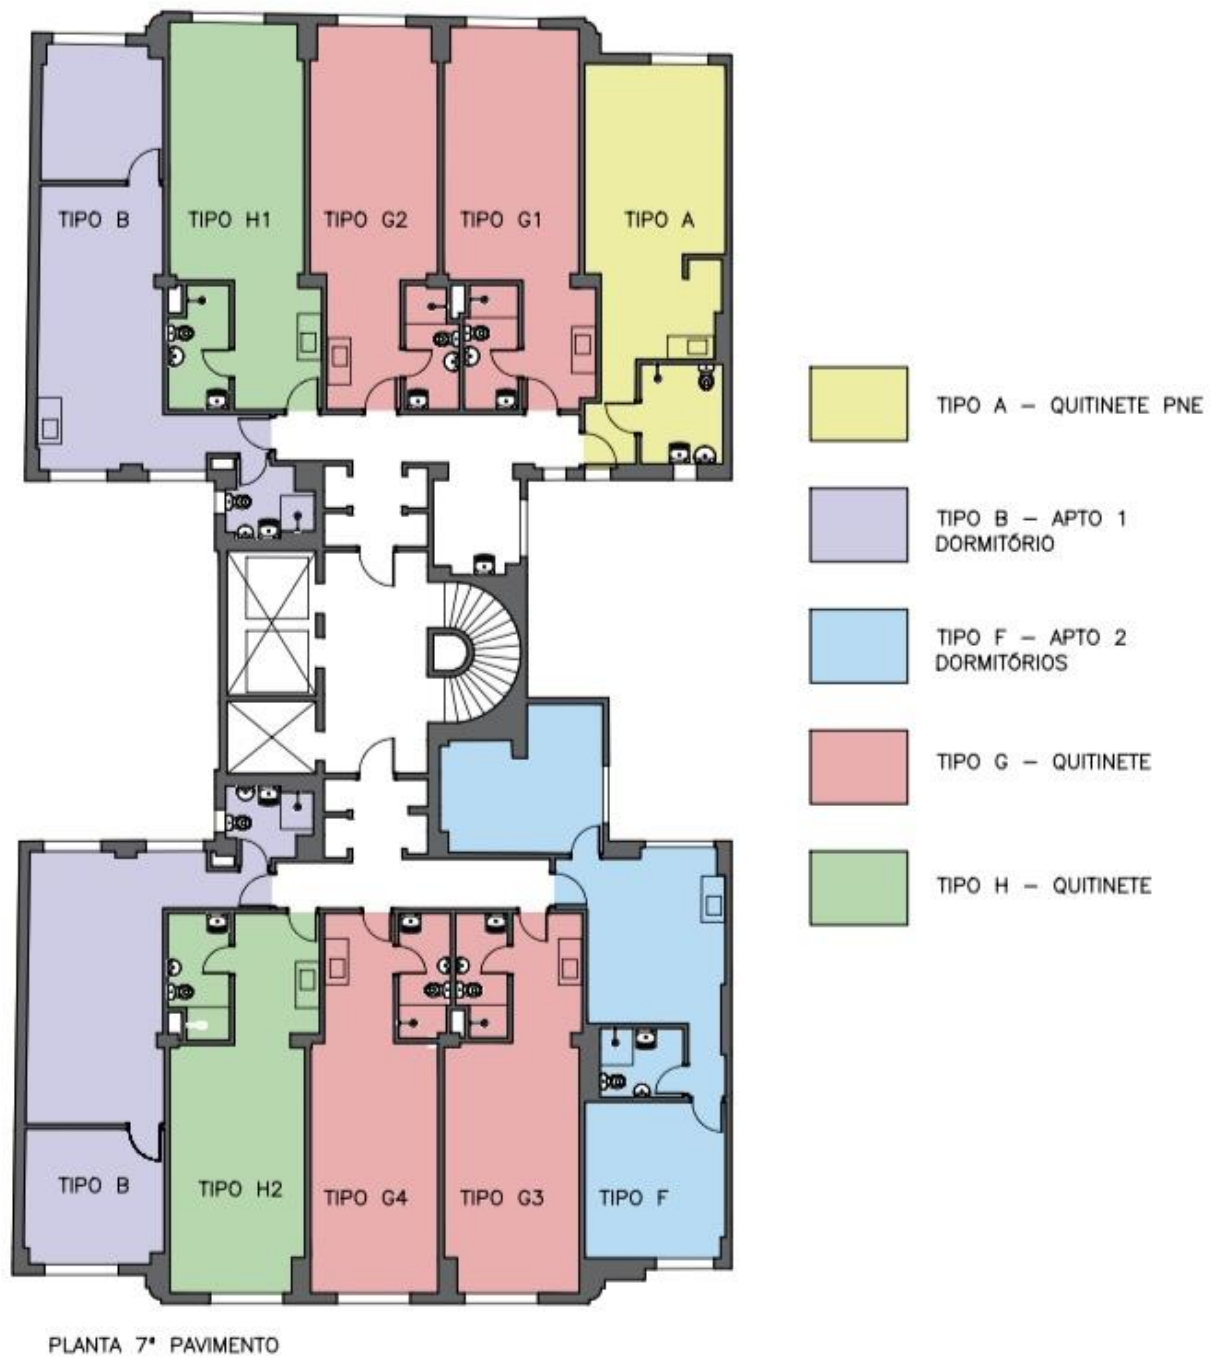 TIPO B
TIPO H1
TIPO G2
TIPO G1
TIPO A
TIPO A – QUITINETE PNE
TIPO B – APTO 1
DORMITÓRIO
TIPO F – APTO 2
DORMITÓRIOS
TIPO G – QUITINETE
TIPO H – QUITINETE
TIPO B
TIPO H2
TIPO G4
TIPO G3
TIPO F
PLANTA 7ª PAVIMENTO